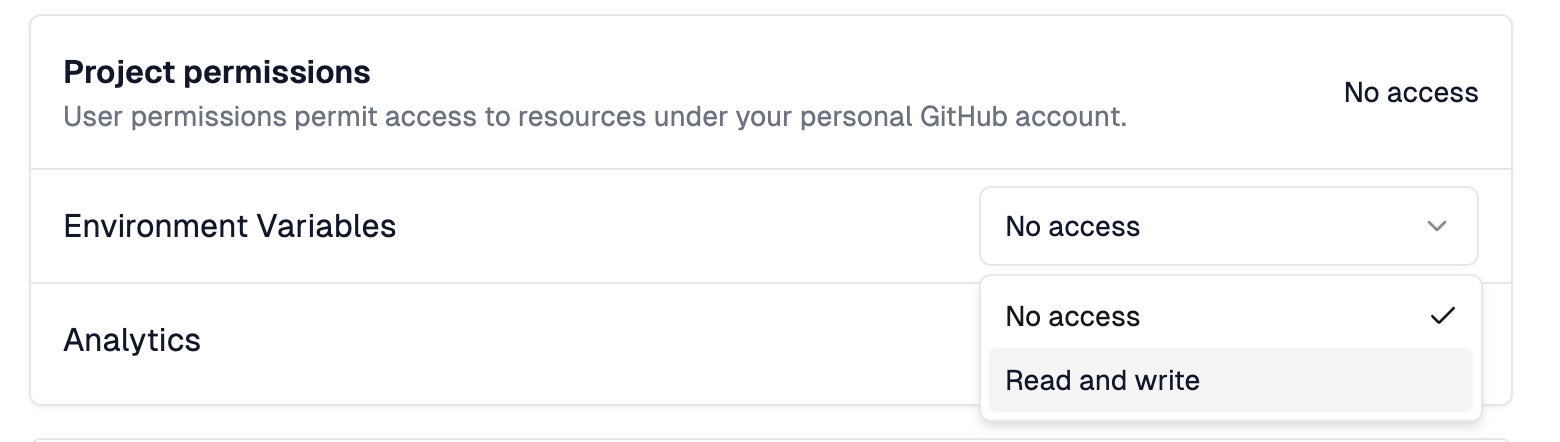 Project permissions
User permissions permit access to resources under your personal GitHub account.
No access
Environment Variables
No access
No access
Read and write
Analytics